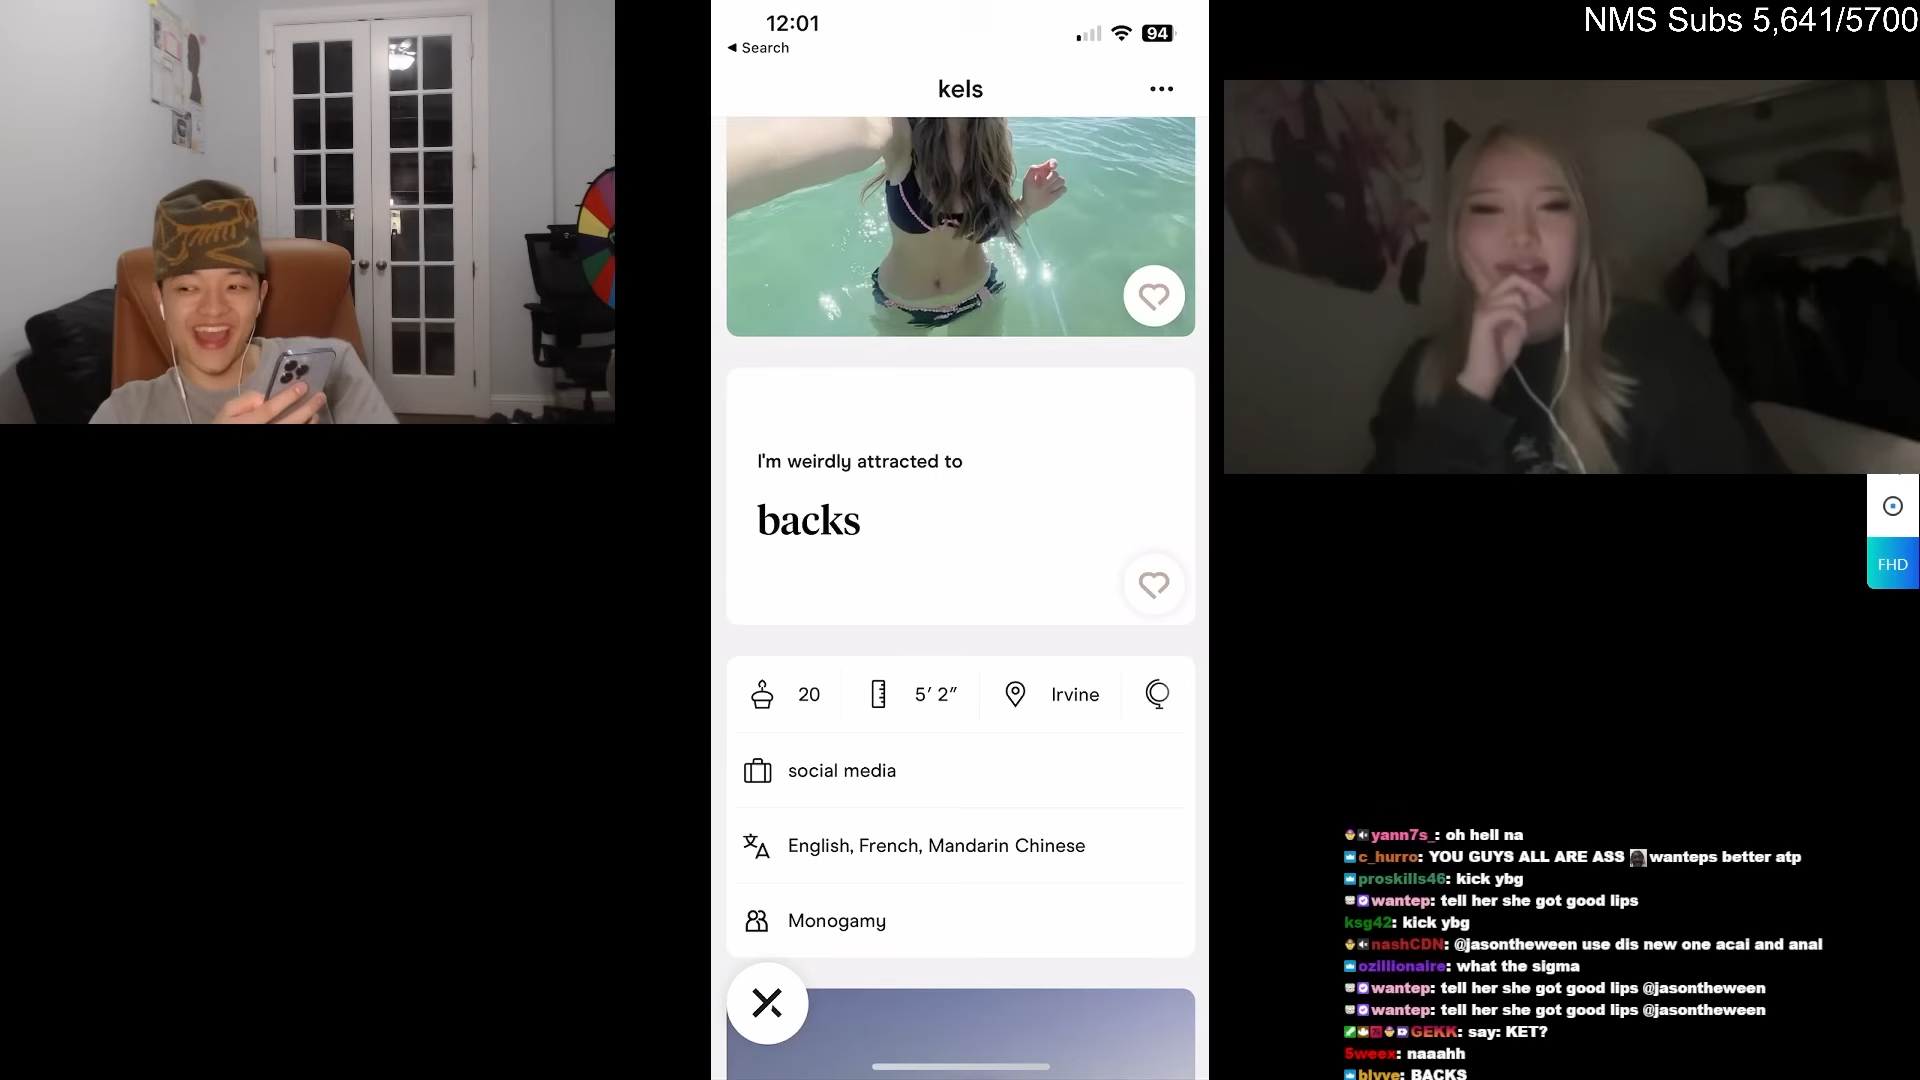 NMS Subs 5,641/5700
12:01
94
◀ Search
kels
I'm weirdly attracted to
backs
20
5' 2"
Irvine
social media
English, French, Mandarin Chinese
Monogamy
FHD
yann7s_: oh hell na
c_hurro: YOU GUYS ALL ARE ASS wanteps better atp
proskills46: kick ybg
wantep: tell her she got good lips
ksg42: kick ybg
nashCDN: @jasontheween use dis new one acai and anal
ozillionaire: what the sigma
wantep: tell her she got good lips @jasontheween
wantep: tell her she got good lips @jasontheween
GEKK: say: KET?
5weex: naaahh
blyye: BACKS